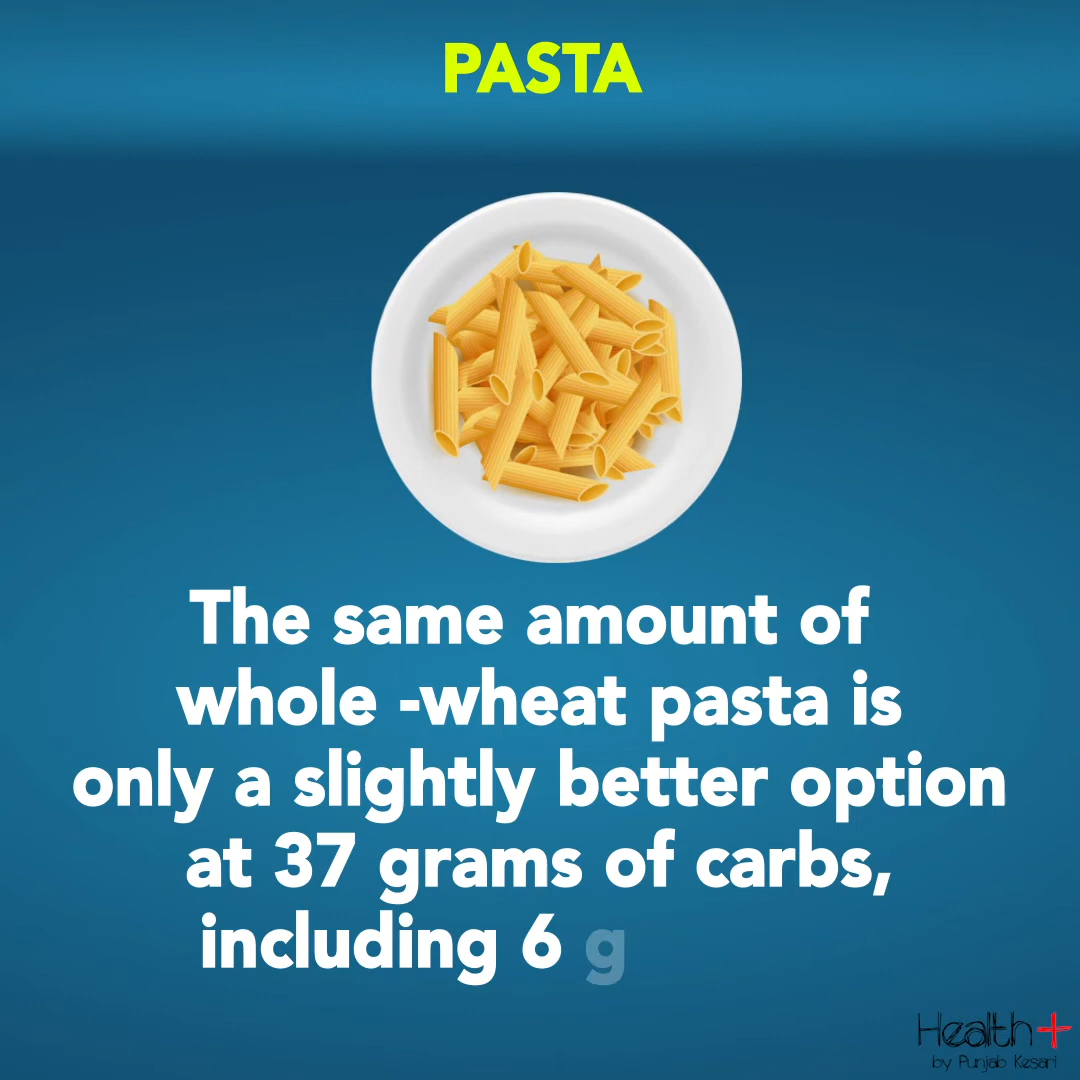 PASTA
The same amount of
whole -wheat pasta is
only a slightly better option
at 37 grams of carbs,
including 6 g
Health+
by Punjab Kesari